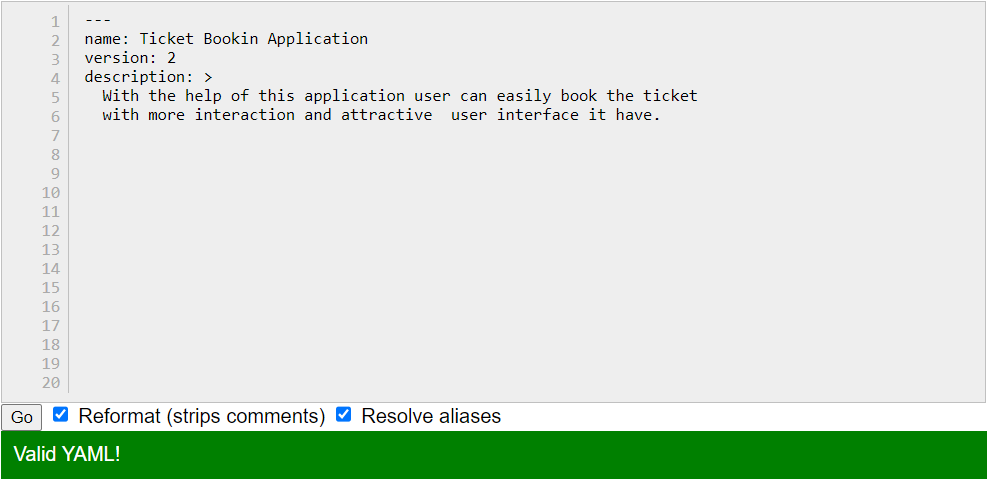 1 ---
2 name: Ticket Bookin Application
3 version: 2
4 description: >
5   With the help of this application user can easily book the ticket
6   with more interaction and attractive  user interface it have.
7
8
9
10
11
12
13
14
15
16
17
18
19
20
Go Reformat (strips comments) Resolve aliases
Valid YAML!